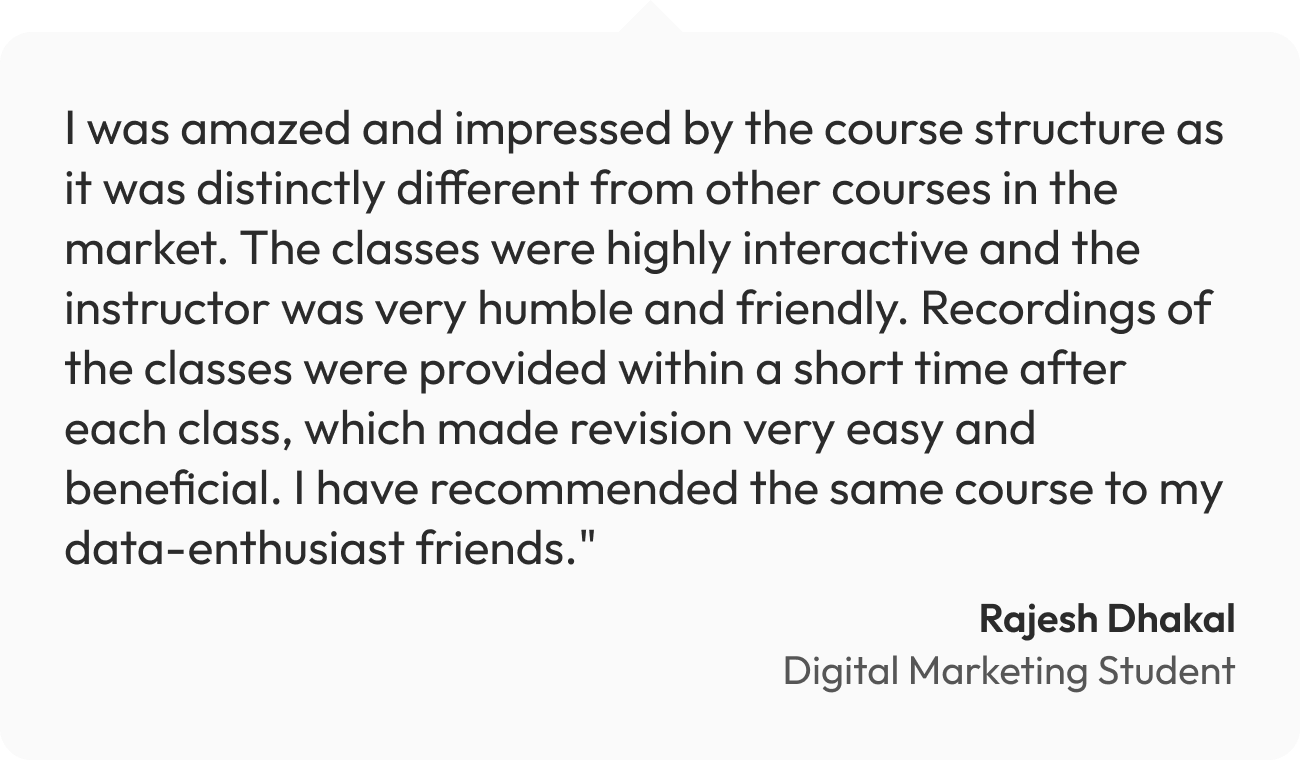 I was amazed and impressed by the course structure as
it was distinctly different from other courses in the
market. The classes were highly interactive and the
instructor was very humble and friendly. Recordings of
the classes were provided within a short time after
each class, which made revision very easy and
beneficial. I have recommended the same course to my
data-enthusiast friends."
Rajesh Dhakal
Digital Marketing Student